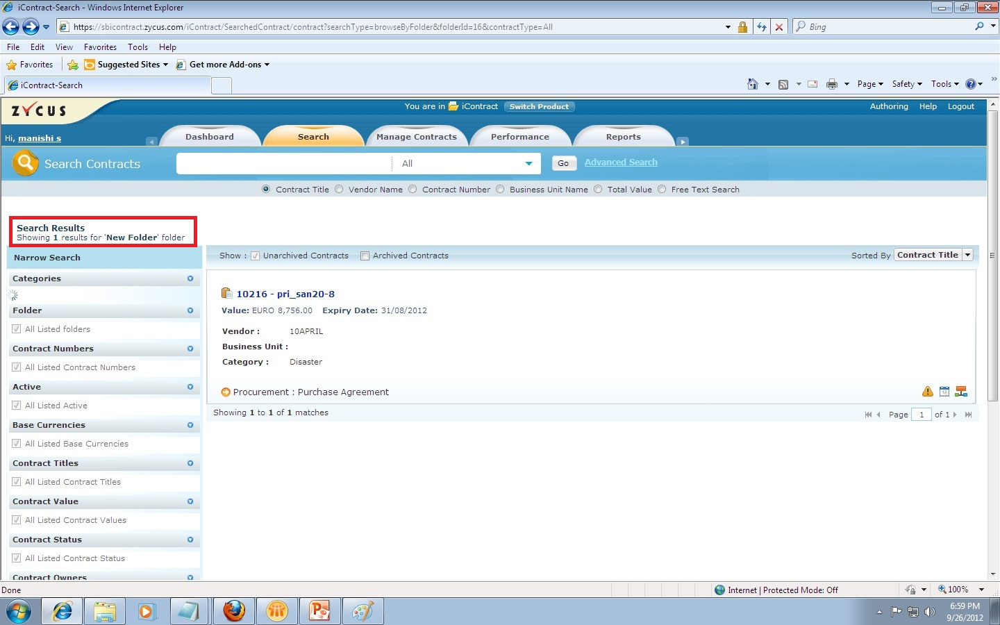 iContract-Search - Windows Internet Explorer
https://sbicontract.zycus.com/iContract/SearchedContract/contract?searchType=browseByFolder&folderId=16&contractType=All
Bing
File Edit View Favorites Tools Help
Favorites Suggested Sites Get more Add-ons
iContract-Search
Page Safety Tools
ZYCUS
You are in iContract Switch Product
Authoring Help Logout
Hi, manishi s
Dashboard Search Manage Contracts Performance Reports
Search Contracts All Go Advanced Search
Contract Title Vendor Name Contract Number Business Unit Name Total Value Free Text Search
Search Results
Showing 1 results for 'New Folder' folder
Narrow Search
Show : Unarchived Contracts Archived Contracts Sorted By Contract Title
Categories
Folder
All Listed folders
Contract Numbers
All Listed Contract Numbers
Active
All Listed Active
Base Currencies
All Listed Base Currencies
Contract Titles
All Listed Contract Titles
Contract Value
All Listed Contract Values
Contract Status
All Listed Contract Status
Contract Owners
10216 - pri_san20-8
Value: EURO 8,756.00 Expiry Date: 31/08/2012
Vendor : 10APRIL
Business Unit :
Category : Disaster
Procurement : Purchase Agreement
Showing 1 to 1 of 1 matches
Page 1 of 1
Done
Internet | Protected Mode: Off
100%
6:59 PM
9/26/2012